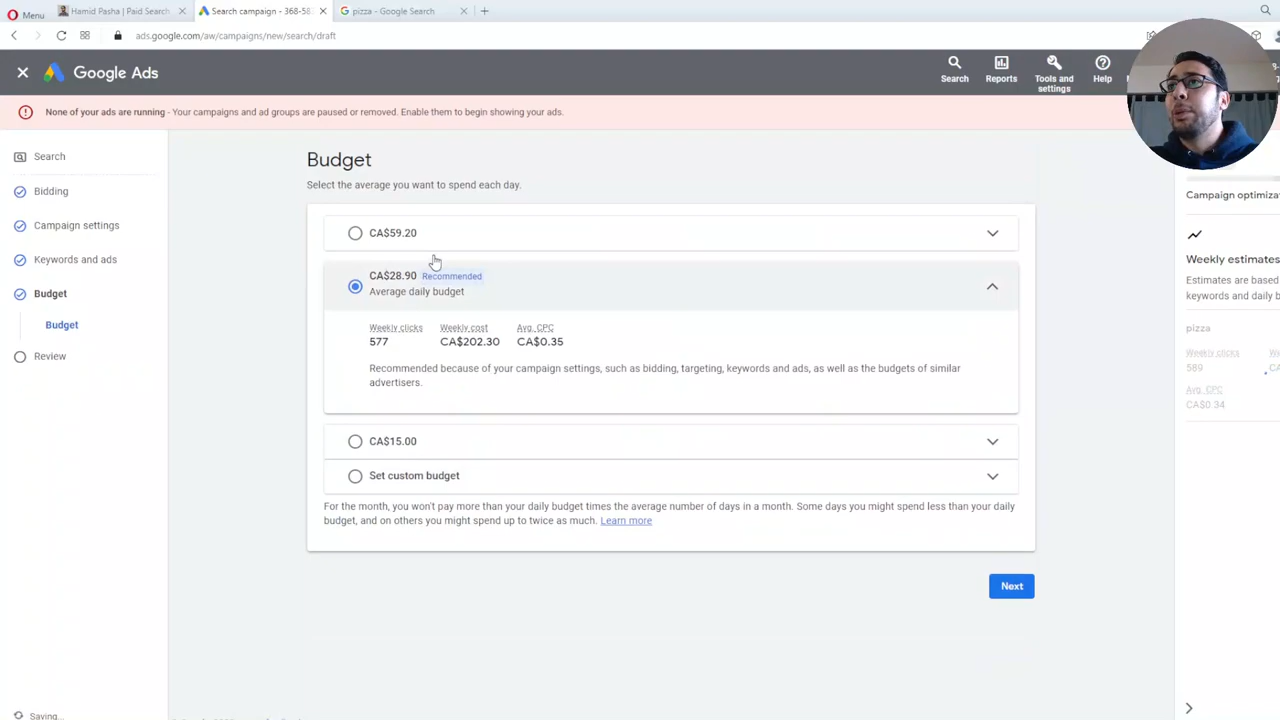 Menu
Hamid Pasha | Paid Search
Search campaign - 368-58
pizza - Google Search
ads.google.com/aw/campaigns/new/search/draft
Google Ads
Search
Reports
Tools and settings
Help
None of your ads are running - Your campaigns and ad groups are paused or removed. Enable them to begin showing your ads.
Search
Bidding
Campaign settings
Keywords and ads
Budget
Budget
Review
Budget
Select the average you want to spend each day.
CA$59.20
CA$28.90 Recommended
Average daily budget
Weekly clicks Weekly cost Avg. CPC
577 CA$202.30 CA$0.35
Recommended because of your campaign settings, such as bidding, targeting, keywords and ads, as well as the budgets of similar
advertisers.
CA$15.00
Set custom budget
For the month, you won't pay more than your daily budget times the average number of days in a month. Some days you might spend less than your daily
budget, and on others you might spend up to twice as much. Learn more
Next
Campaign optimiza
Weekly estimates
Estimates are based
keywords and daily b
pizza
Weekly clicks
589
Avg. CPC
CA$0.34
Saving...